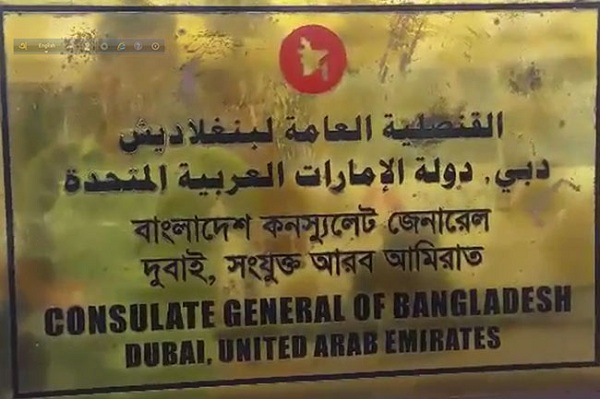 القنصلية العامة لبنغلاديش
دبي. دولة الإمارات العربية المتحدة
বাংলাদেশ কনস্যুলেট জেনারেল
দুবাই, সংযুক্ত আরব আমিরাত
CONSULATE GENERAL OF BANGLADESH
DUBAI, UNITED ARAB EMIRATES